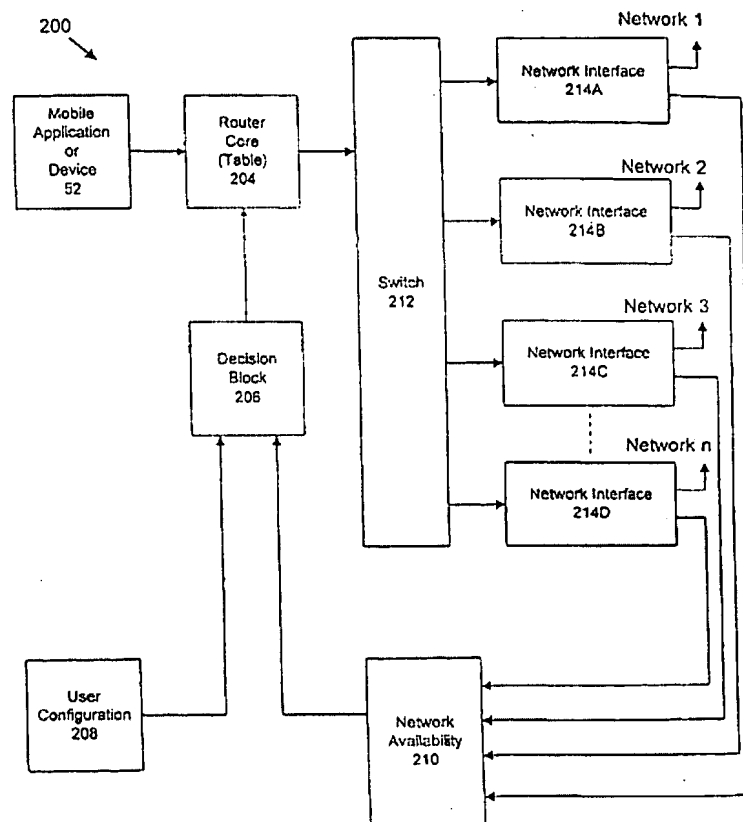 200
Mobile
Application
or
Device
52
Router
Core
(Table)
204
Switch
212
Network Interface
214A
Network 1
Network Interface
214B
Network 2
Network Interface
214C
Network 3
Network Interface
214D
Network n
Decision
Block
206
User
Configuration
208
Network
Availability
210